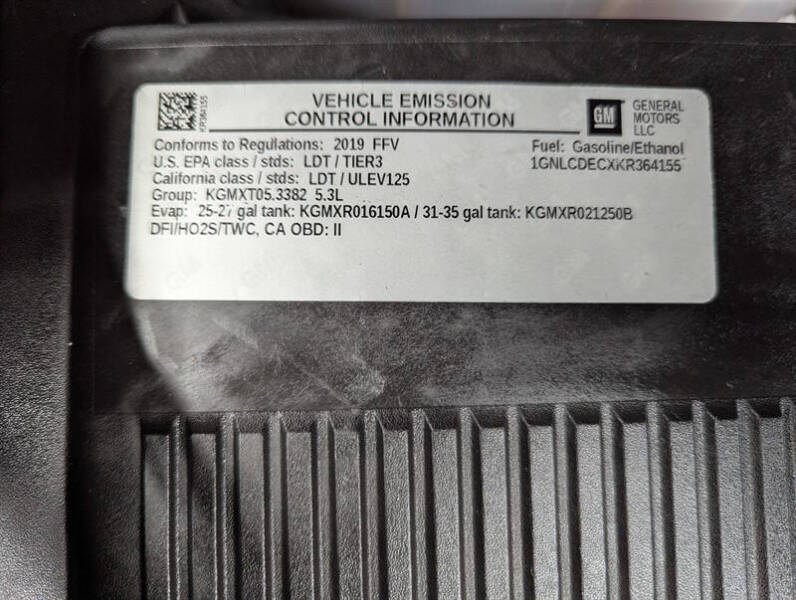 VEHICLE EMISSION
CONTROL INFORMATION
GM
GENERAL
MOTORS
LLC
KR364155
Conforms to Regulations: 2019 FFV
Fuel: Gasoline/Ethanol
U.S. EPA class / stds: LDT / TIER3
1GNLCDECXKR364155
California class / stds: LDT / ULEV125
Group: KGMXT05.3382 5.3L
Evap: 25-27 gal tank: KGMXR016150A / 31-35 gal tank: KGMXR021250B
DFI/HO2S/TWC, CA OBD: II